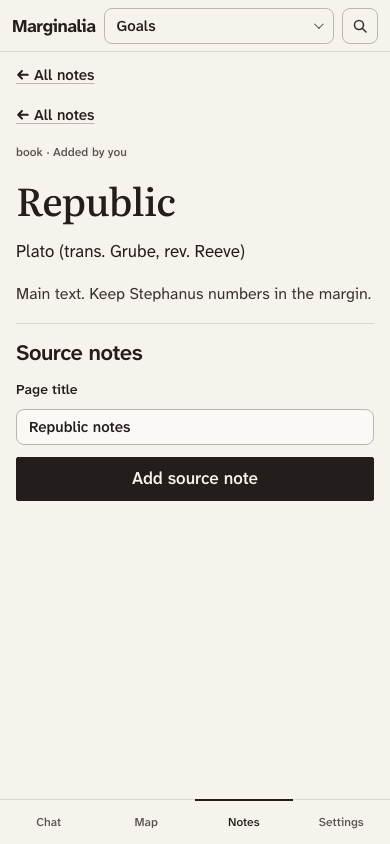 Marginalia
Goals
← All notes
← All notes
book · Added by you
Republic
Plato (trans. Grube, rev. Reeve)
Main text. Keep Stephanus numbers in the margin.
Source notes
Page title
Republic notes
Add source note
Chat
Map
Notes
Settings